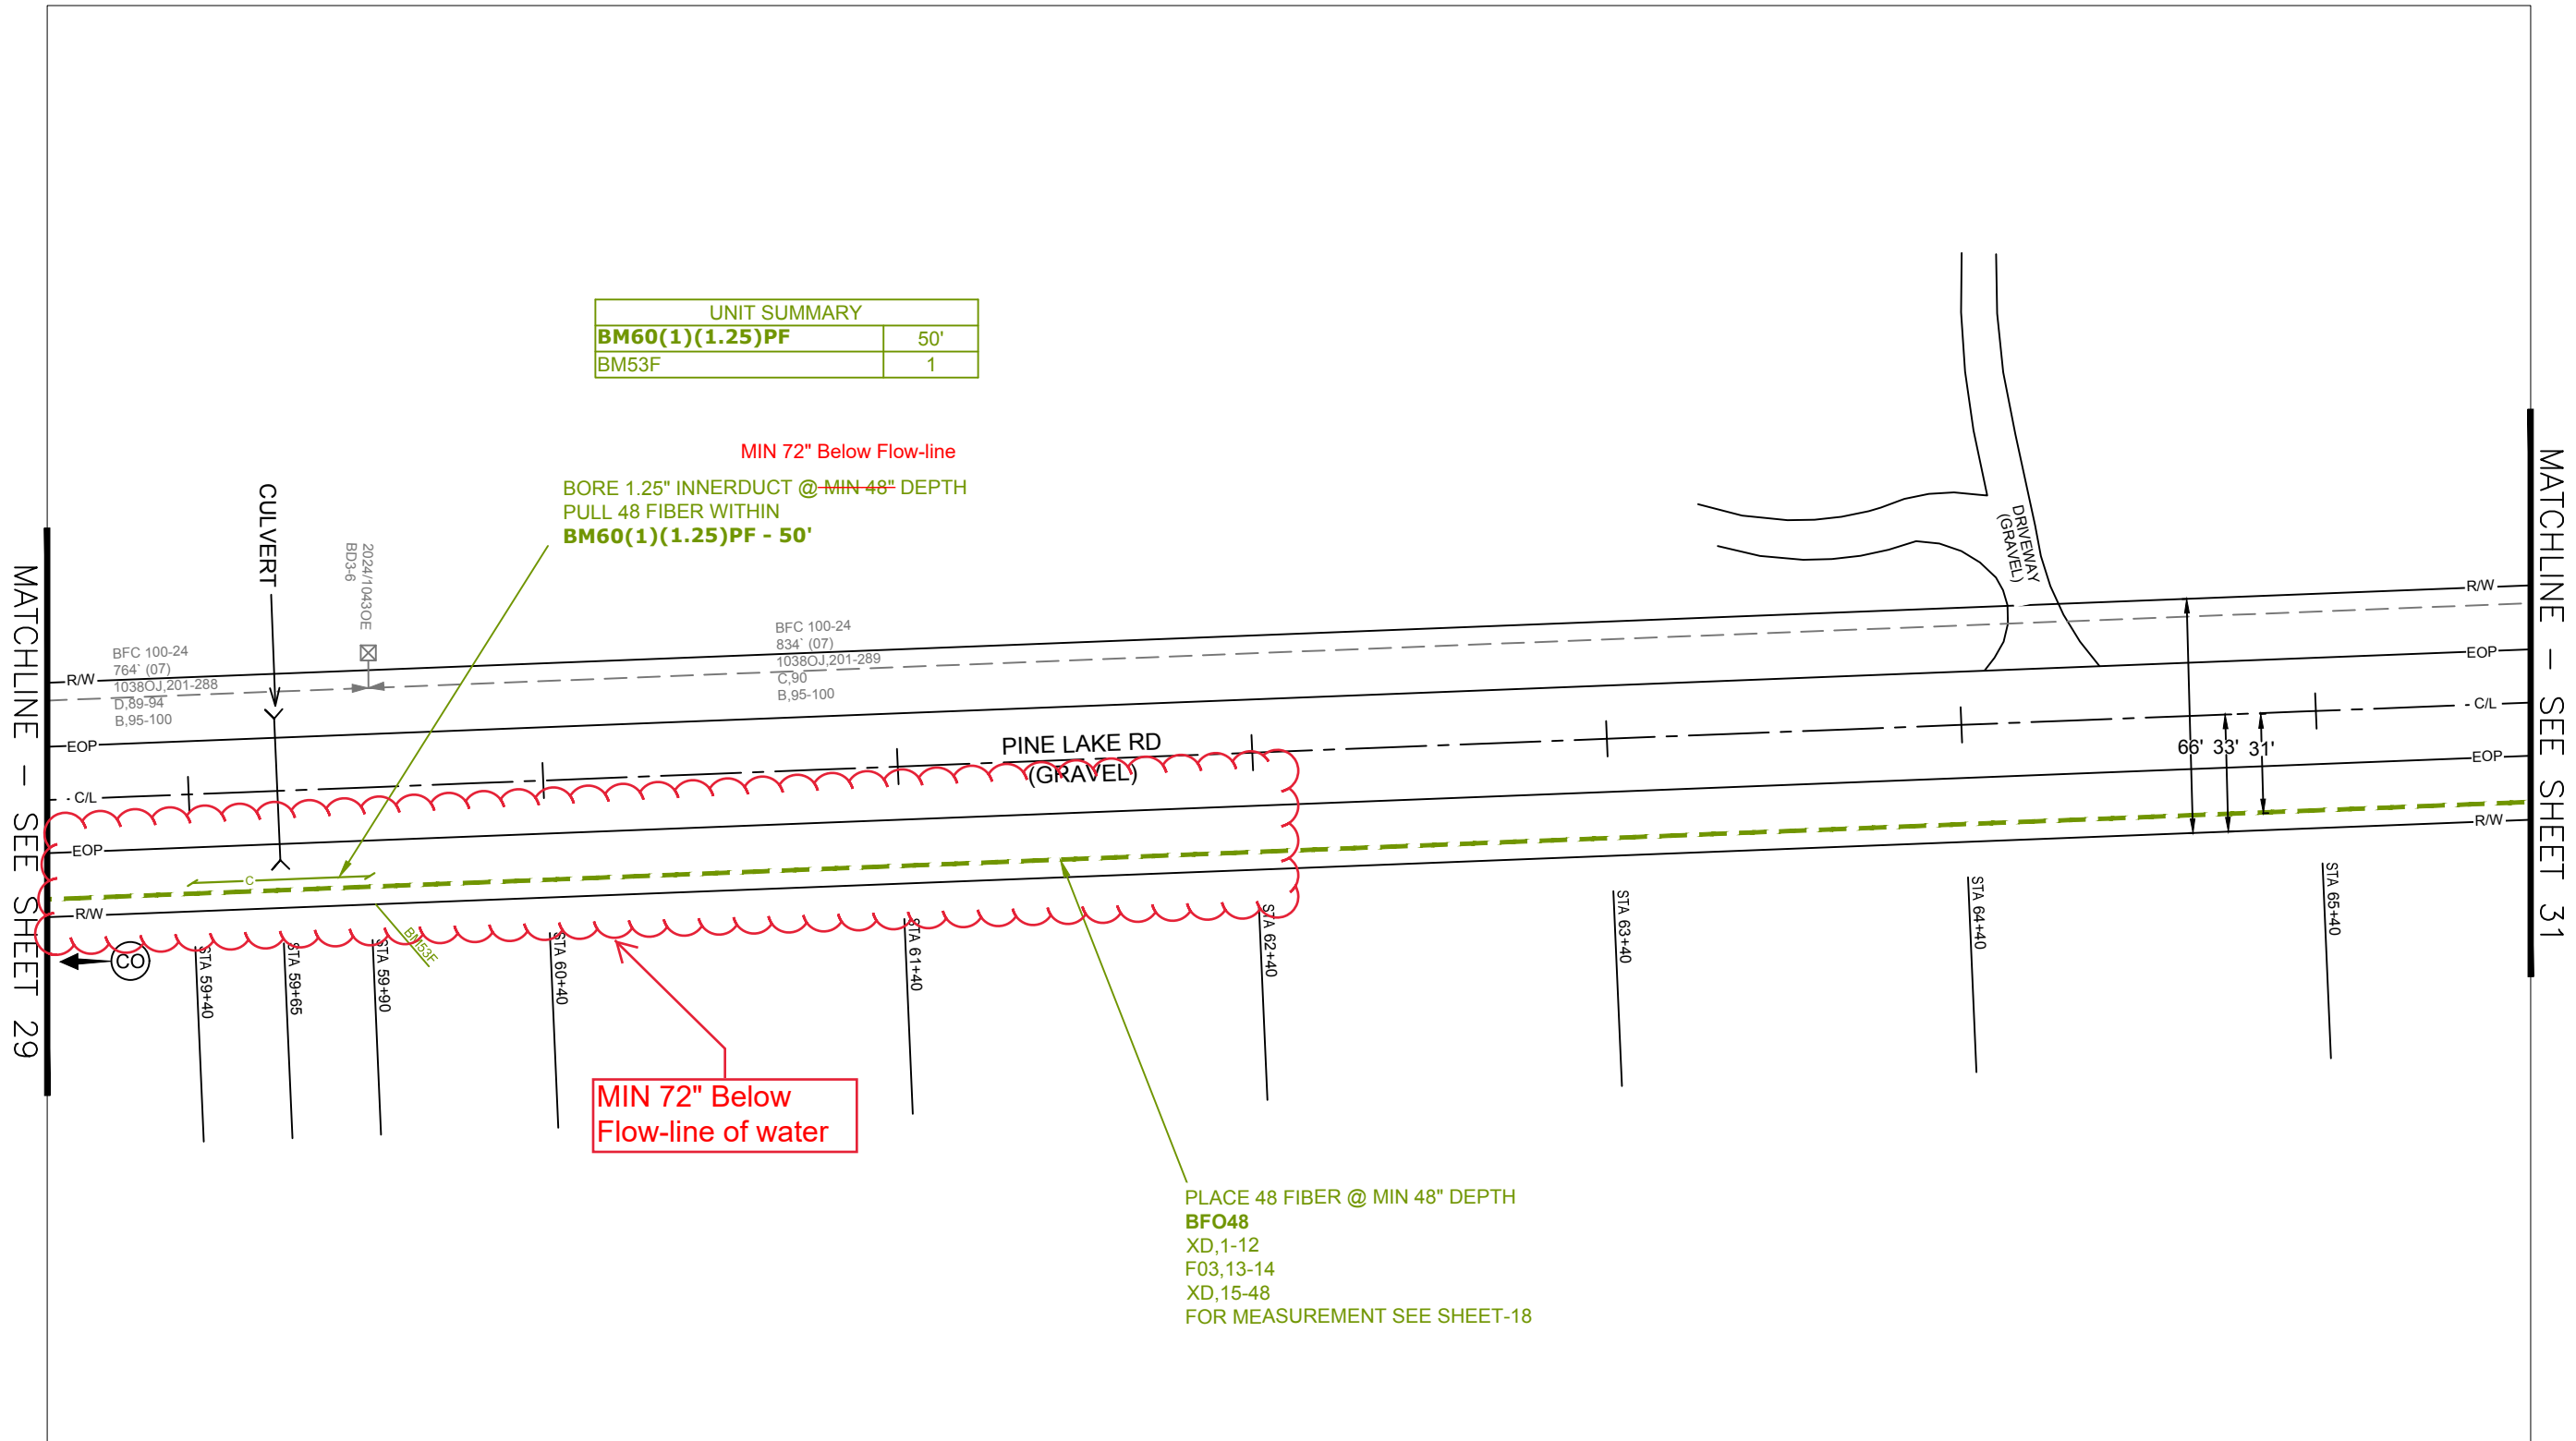 UNIT SUMMARY
BM60(1)(1.25)PF 50'
BM53F 1
MIN 72" Below Flow-line
BORE 1.25" INNERDUCT @ MIN 48" DEPTH
PULL 48 FIBER WITHIN
BM60(1)(1.25)PF - 50'
CULVERT
2024/1043OE
BD3-6
DRIVEWAY
(GRAVEL)
MATCHLINE - SEE SHEET 29
MATCHLINE - SEE SHEET 31
BFC 100-24
764` (07)
1038OJ,201-288
D,89-94
B,95-100
BFC 100-24
834` (07)
1038OJ,201-289
C,90
B,95-100
R/W
EOP
C/L
EOP
R/W
R/W
EOP
C/L
EOP
R/W
PINE LAKE RD
(GRAVEL)
66' 33' 31'
C
BM53F
CO
STA 59+40
STA 59+65
STA 59+90
STA 60+40
STA 61+40
STA 62+40
STA 63+40
STA 64+40
STA 65+40
MIN 72" Below
Flow-line of water
PLACE 48 FIBER @ MIN 48" DEPTH
BFO48
XD,1-12
F03,13-14
XD,15-48
FOR MEASUREMENT SEE SHEET-18